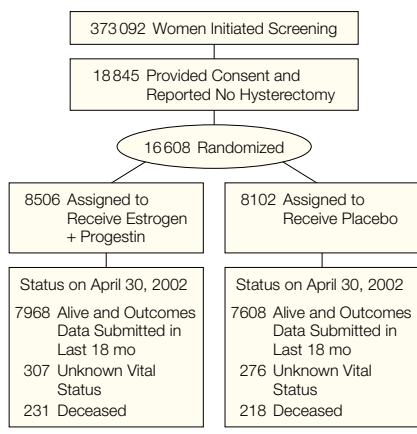 373 092 Women Initiated Screening
18 845 Provided Consent and
Reported No Hysterectomy
16 608 Randomized
8506 Assigned to
Receive Estrogen
+ Progestin
8102 Assigned to
Receive Placebo
Status on April 30, 2002
7968 Alive and Outcomes
Data Submitted in
Last 18 mo
307 Unknown Vital
Status
231 Deceased
Status on April 30, 2002
7608 Alive and Outcomes
Data Submitted in
Last 18 mo
276 Unknown Vital
Status
218 Deceased